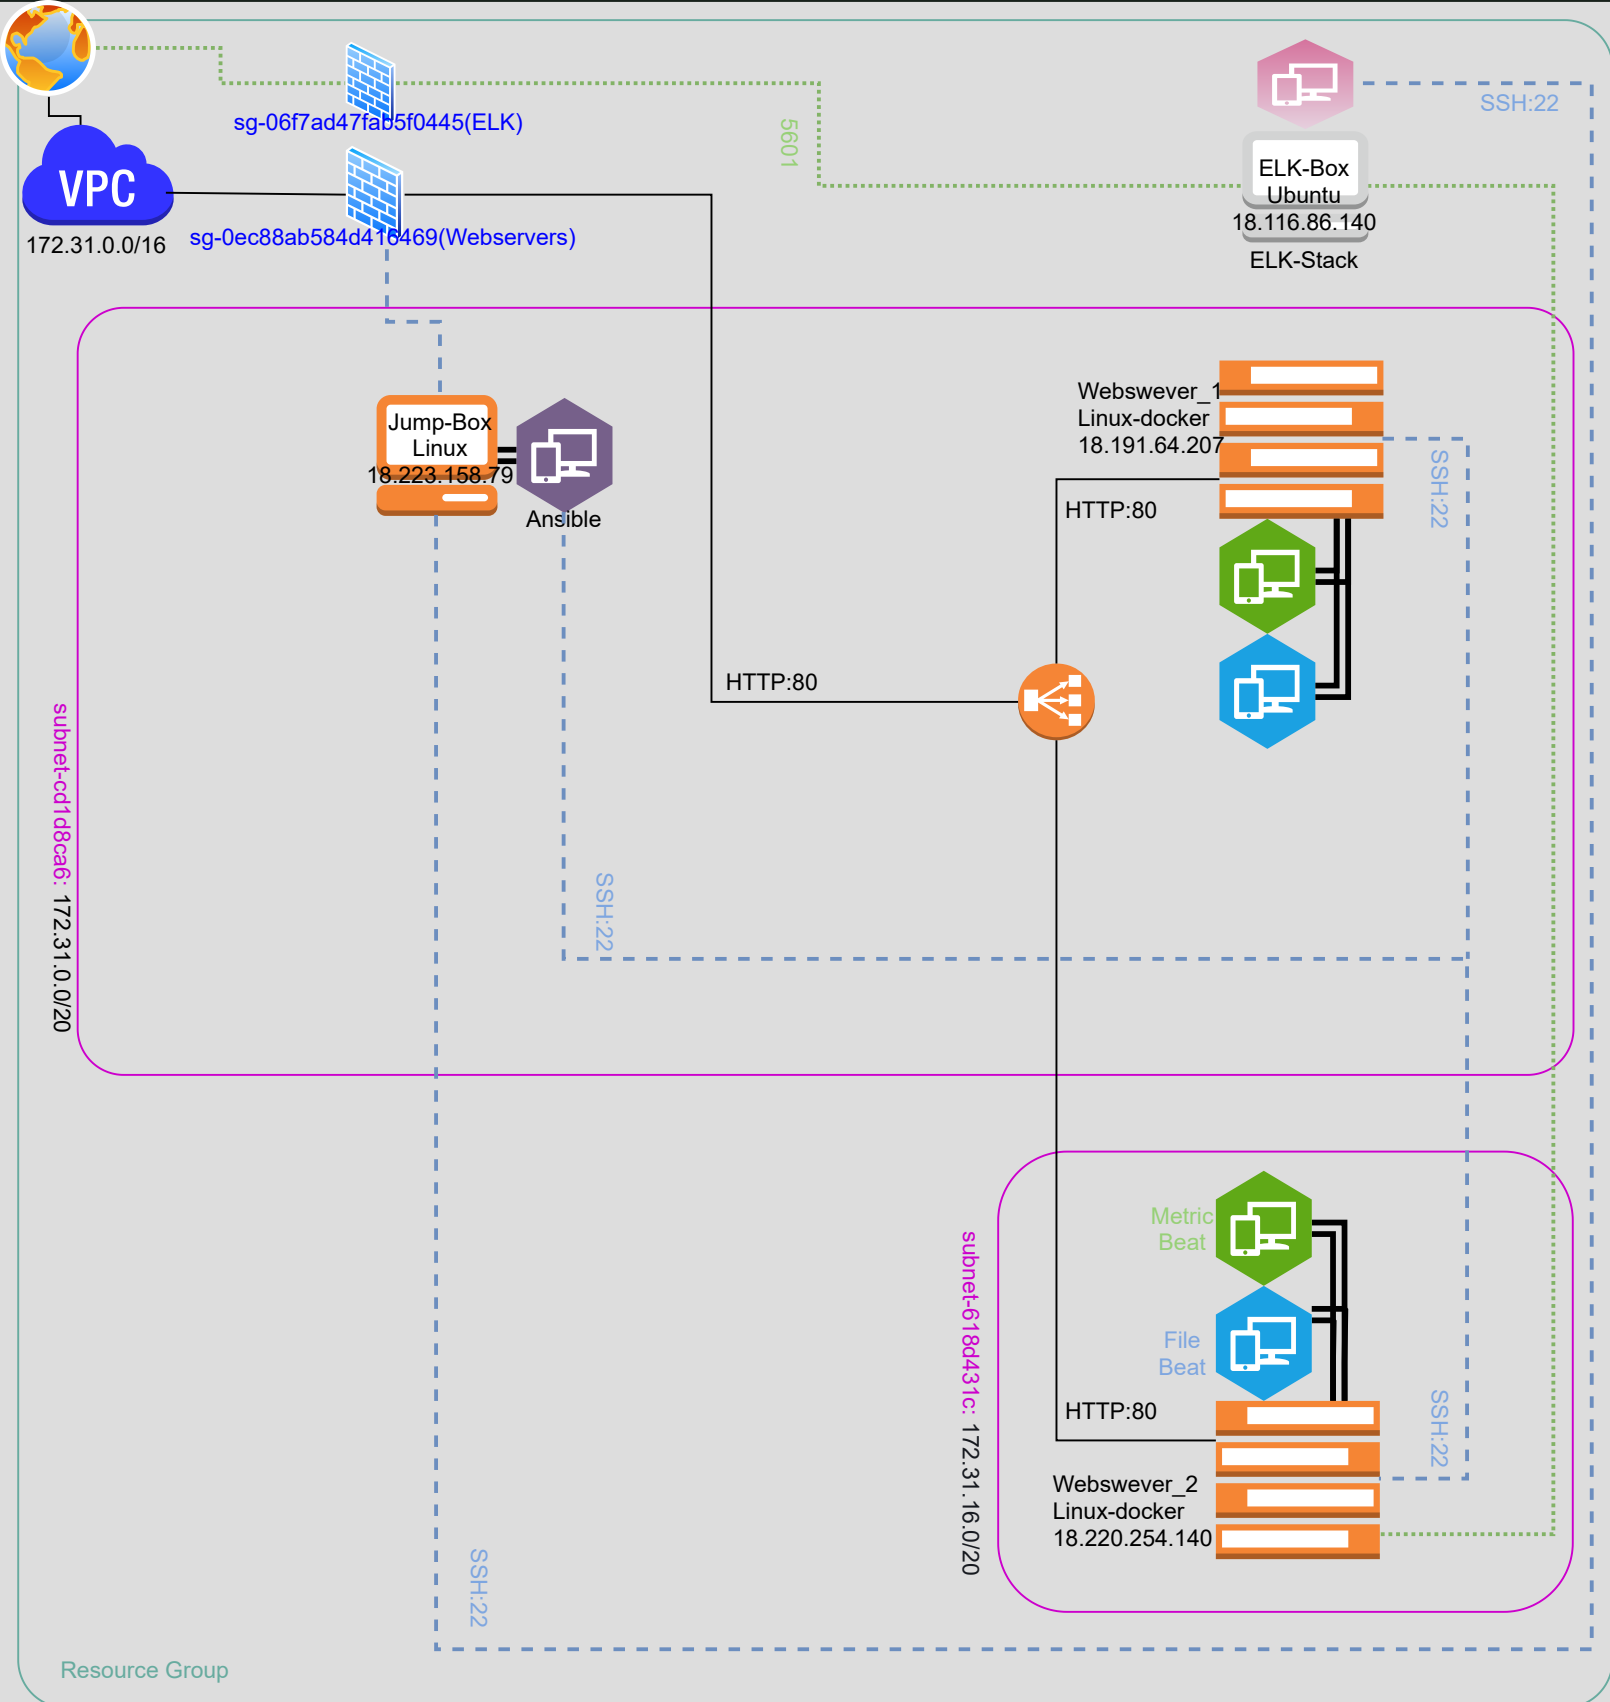 sg-06f7ad47fab5f0445(ELK)
5601
SSH:22
VPC
172.31.0.0/16
sg-0ec88ab584d416469(Webservers)
ELK-Box
Ubuntu
18.116.86.140
ELK-Stack
Jump-Box
Linux
18.223.158.79
Ansible
Webswever_1
Linux-docker
18.191.64.207
HTTP:80
SSH:22
HTTP:80
subnet-cd1d8ca6: 172.31.0.0/20
SSH:22
subnet-618d431c: 172.31.16.0/20
Metric
Beat
File
Beat
HTTP:80
SSH:22
Webswever_2
Linux-docker
18.220.254.140
SSH:22
Resource Group